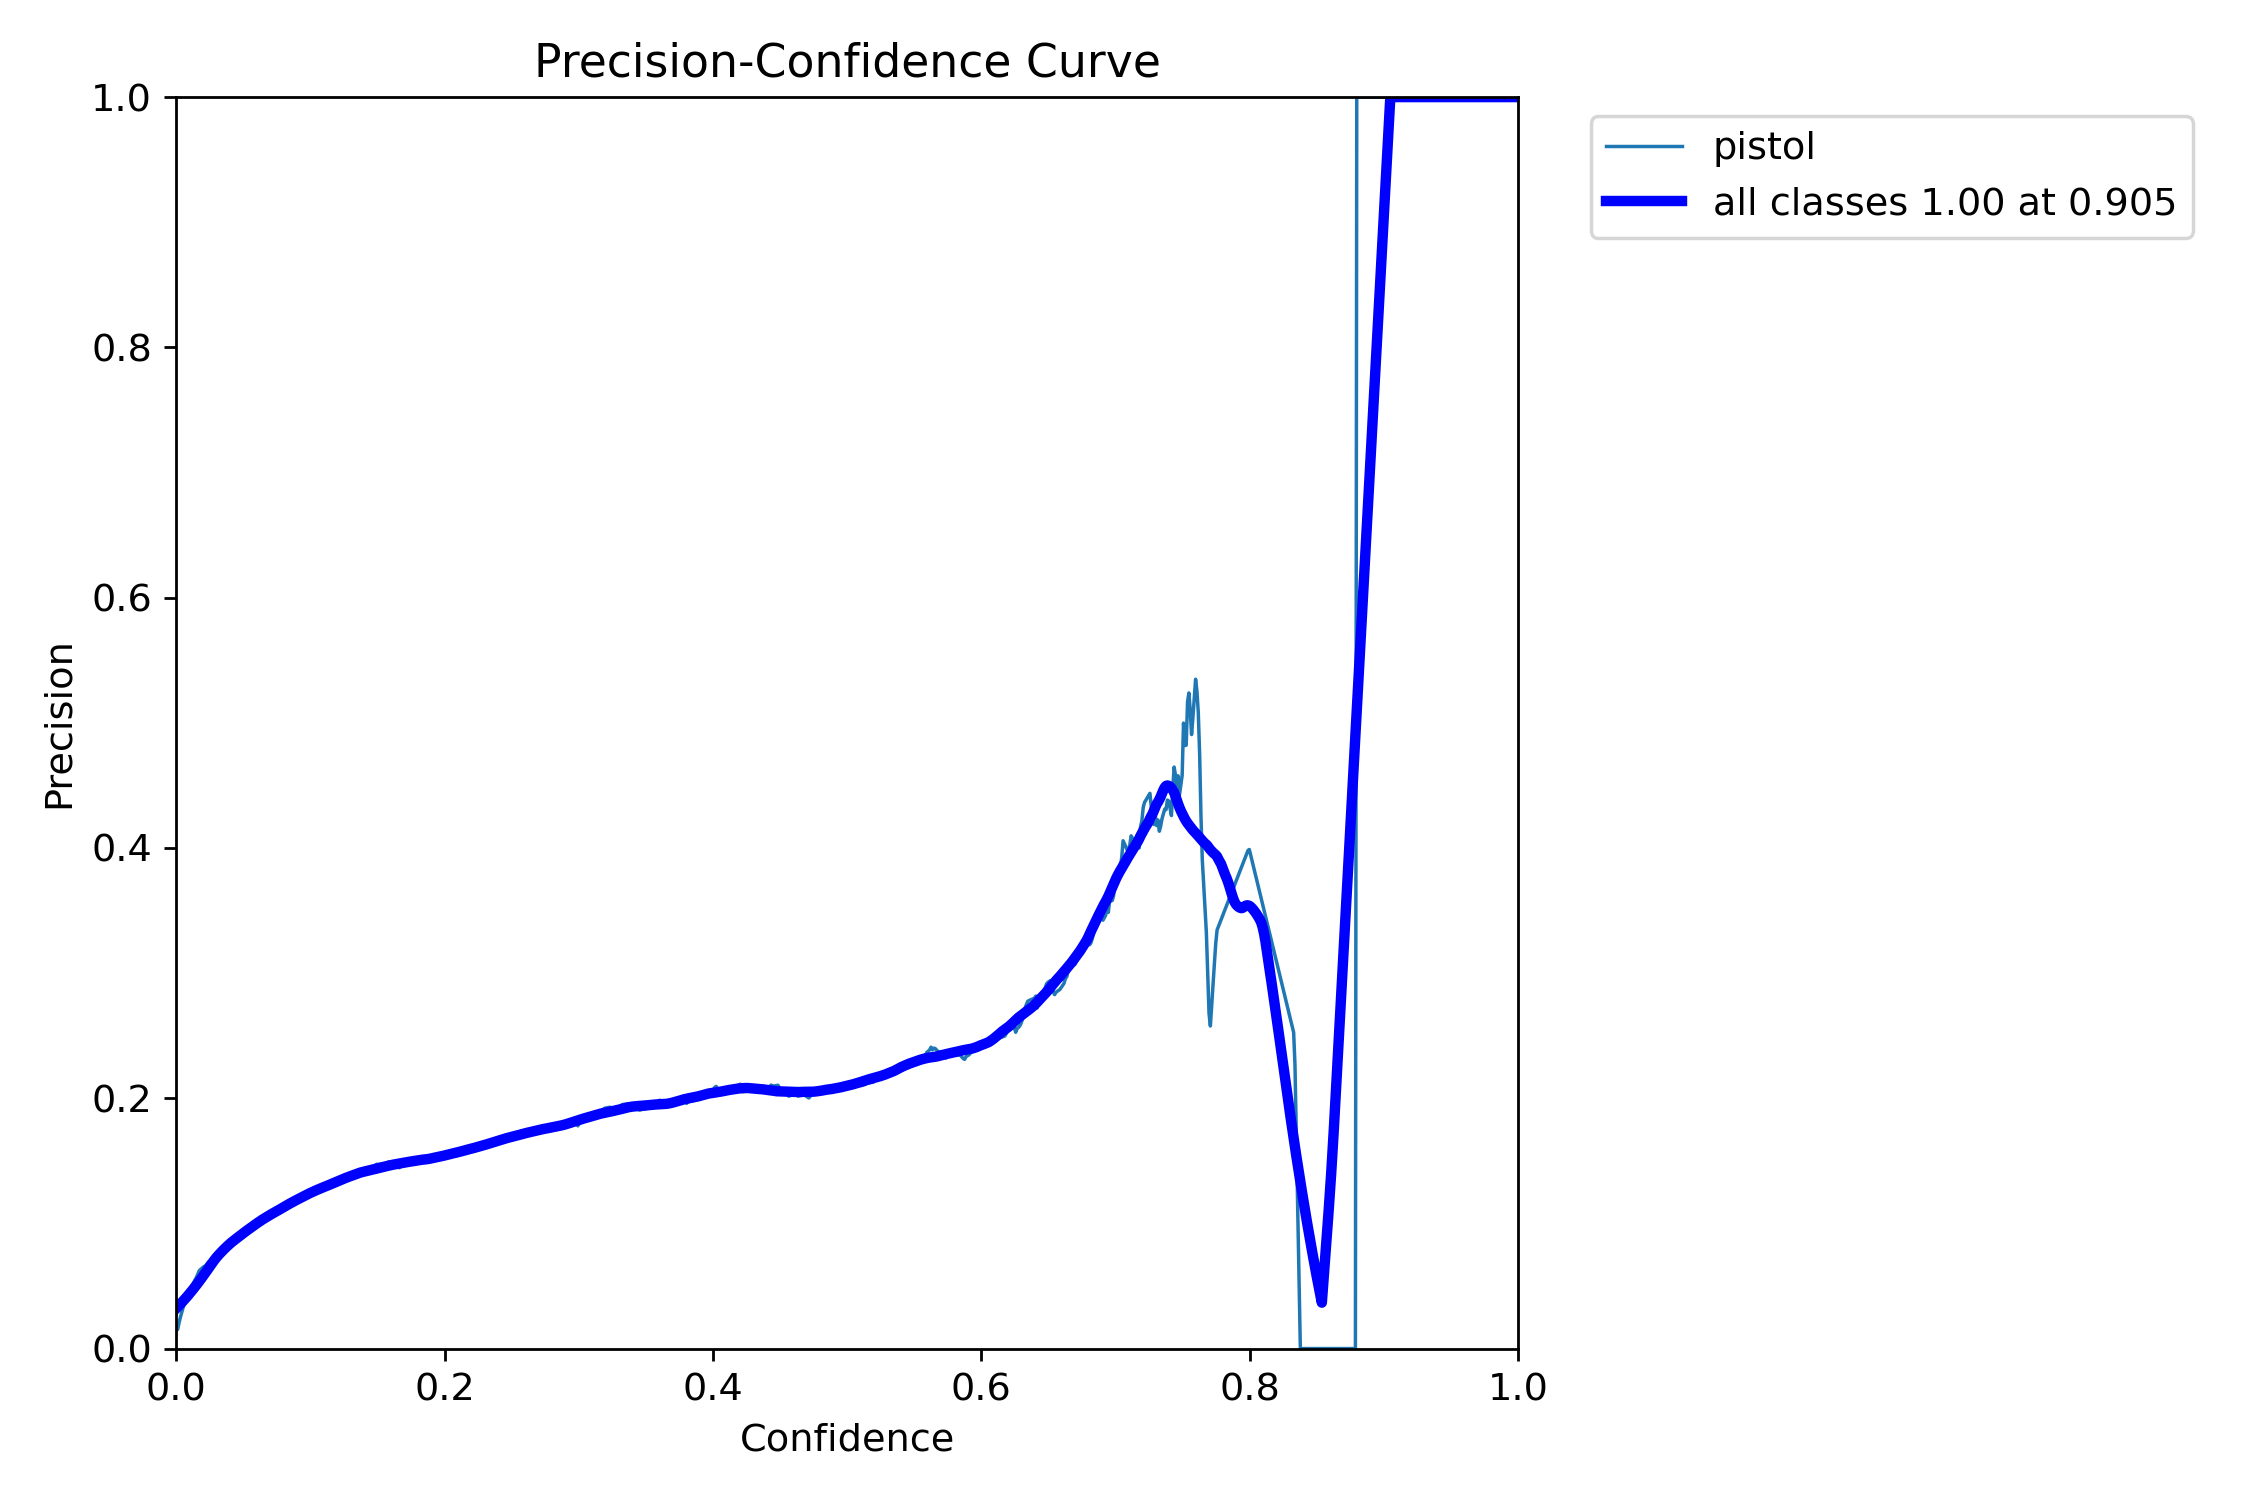 Precision-Confidence Curve
1.0
0.8
0.6
0.4
0.2
0.0
Precision
0.0 0.2 0.4 0.6 0.8 1.0
Confidence
pistol
all classes 1.00 at 0.905